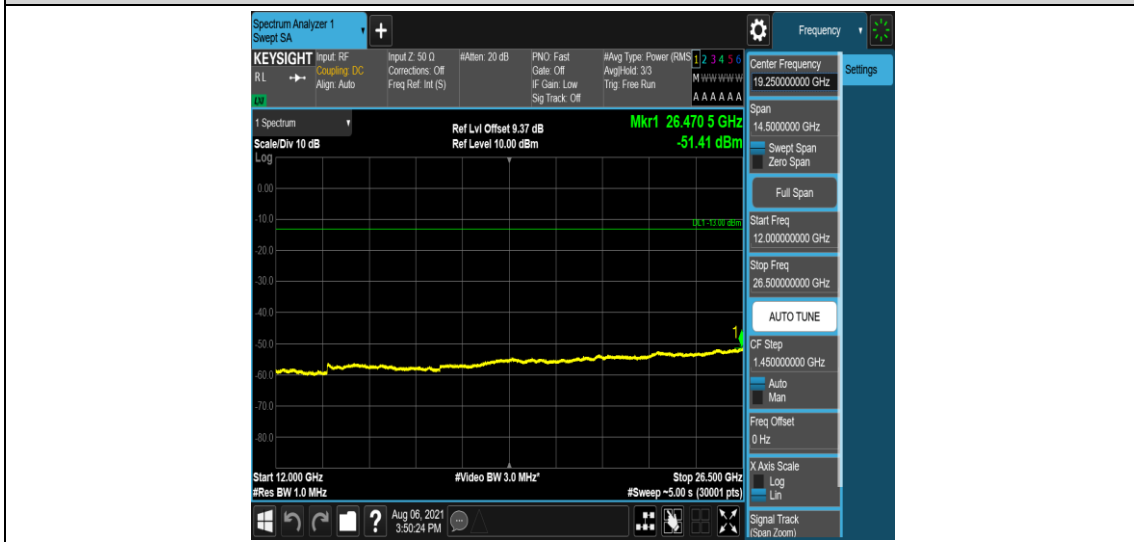 Spectrum Analyzer 1
Swept SA
+
Frequency
KEYSIGHT
RL
LXI
Input: RF
Coupling: DC
Align: Auto
Input Z: 50 Ω
Corrections: Off
Freq Ref: Int (S)
#Atten: 20 dB
PNO: Fast
Gate: Off
IF Gain: Low
Sig Track: Off
#Avg Type: Power (RMS
Avg|Hold: 3/3
Trig: Free Run
1 2 3 4 5 6
M W W W W W
A A A A A A
1 Spectrum
Scale/Div 10 dB
Ref Lvl Offset 9.37 dB
Ref Level 10.00 dBm
Mkr1 26.470 5 GHz
-51.41 dBm
Log
0.00
-10.0
DL1 -13.00 dBm
-20.0
-30.0
-40.0
1
-50.0
-60.0
-70.0
-80.0
Start 12.000 GHz
#Res BW 1.0 MHz
#Video BW 3.0 MHz*
Stop 26.500 GHz
#Sweep ~5.00 s (30001 pts)
?
Aug 06, 2021
3:50:24 PM
Center Frequency
19.250000000 GHz
Settings
Span
14.5000000 GHz
Swept Span
Zero Span
Full Span
Start Freq
12.000000000 GHz
Stop Freq
26.500000000 GHz
AUTO TUNE
CF Step
1.450000000 GHz
Auto
Man
Freq Offset
0 Hz
X Axis Scale
Log
Lin
Signal Track
(Span Zoom)